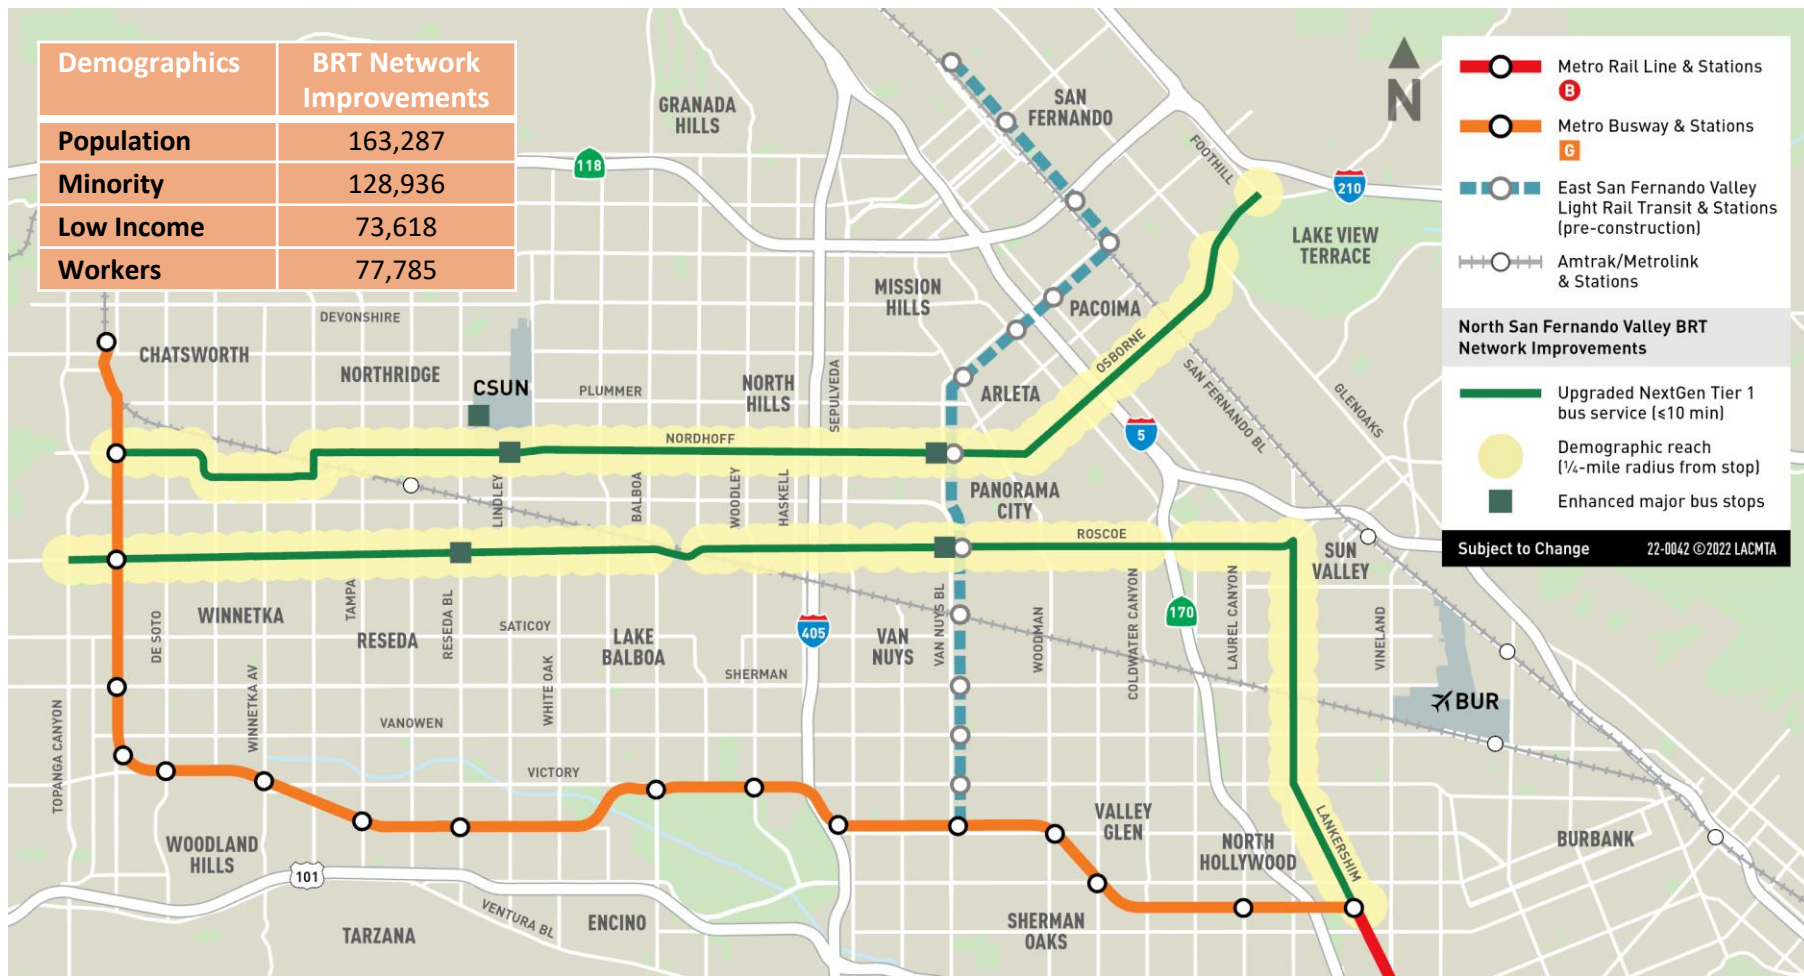 Demographics
BRT Network
Improvements
Population 163,287
Minority 128,936
Low Income 73,618
Workers 77,785
N
Metro Rail Line & Stations
B
Metro Busway & Stations
G
East San Fernando Valley
Light Rail Transit & Stations
(pre-construction)
Amtrak/Metrolink
& Stations
North San Fernando Valley BRT
Network Improvements
Upgraded NextGen Tier 1
bus service (≤10 min)
Demographic reach
(¼-mile radius from stop)
Enhanced major bus stops
Subject to Change 22-0042 ©2022 LACMTA
GRANADA
HILLS
SAN
FERNANDO
FOOTHILL
118
210
LAKE VIEW
TERRACE
MISSION
HILLS
PACOIMA
DEVONSHIRE
CHATSWORTH
NORTHRIDGE
CSUN
PLUMMER
NORTH
HILLS
SEPULVEDA
ARLETA
OSBORNE
SAN FERNANDO BL
GLENOAKS
5
NORDHOFF
LINDLEY
BALBOA
WOODLEY
HASKELL
PANORAMA
CITY
ROSCOE
SUN
VALLEY
WINNETKA
DE SOTO
TAMPA
RESEDA
RESEDA BL
SATICOY
WHITE OAK
LAKE
BALBOA
SHERMAN
405
VAN
NUYS
VAN NUYS BL
WOODMAN
COLDWATER CANYON
170
LAUREL CANYON
VINELAND
BUR
TOPANGA CANYON
WINNETKA AV
VANOWEN
VICTORY
WOODLAND
HILLS
101
VALLEY
GLEN
NORTH
HOLLYWOOD
LANKERSHIM
BURBANK
TARZANA
VENTURA BL
ENCINO
SHERMAN
OAKS